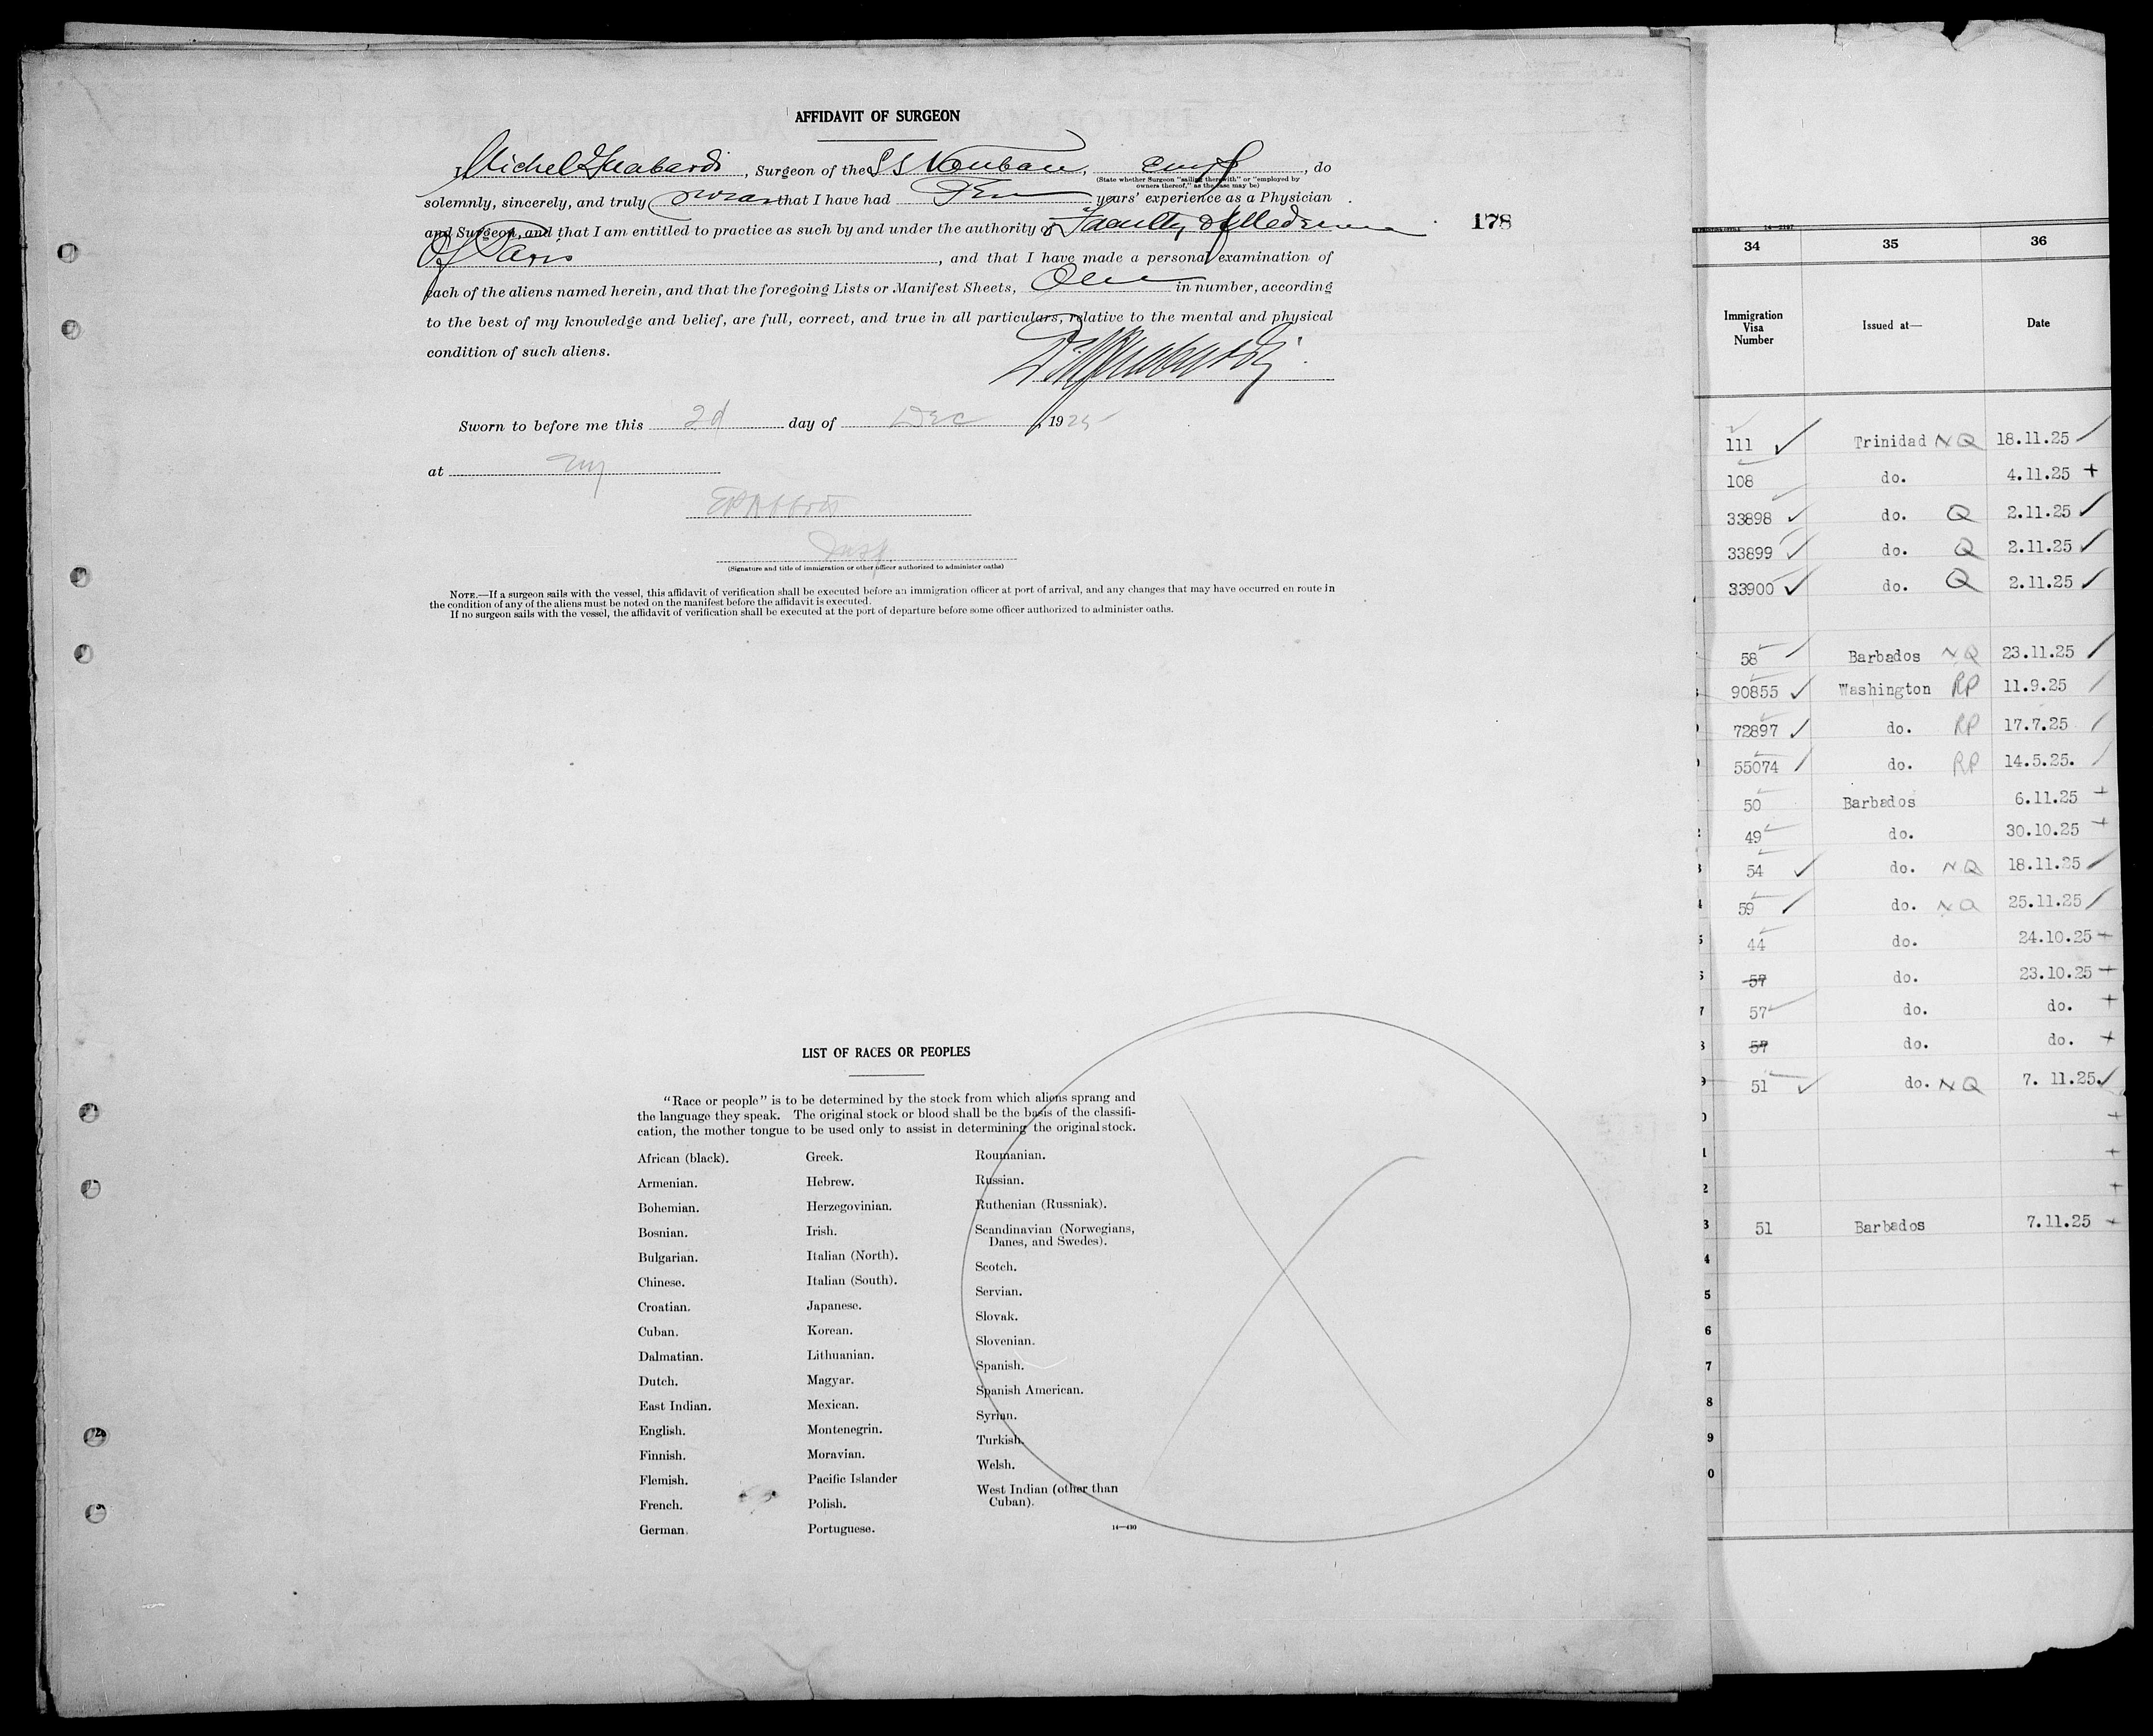 AFFIDAVIT OF SURGEON
I, Michel , Surgeon of the S S Vauban, , do
(State whether Surgeon "sailing therewith" or "employed by
owners thereof," as the case may be)
solemnly, sincerely, and truly swear that I have had Ten years' experience as a Physician
and Surgeon, and that I am entitled to practice as such by and under the authority of Faculty of Medicine
Of Paris, and that I have made a personal examination of
each of the aliens named herein, and that the foregoing Lists or Manifest Sheets, One in number, according
to the best of my knowledge and belief, are full, correct, and true in all particulars, relative to the mental and physical
condition of such aliens.
Sworn to before me this 2d day of Dec, 1925
at NY
Insp
(Signature and title of immigration or other officer authorized to administer oaths)
NOTE.—If a surgeon sails with the vessel, this affidavit of verification shall be executed before an immigration officer at port of arrival, and any changes that may have occurred en route in
the condition of any of the aliens must be noted on the manifest before the affidavit is executed.
If no surgeon sails with the vessel, the affidavit of verification shall be executed at the port of departure before some officer authorized to administer oaths.
178
LIST OF RACES OR PEOPLES
"Race or people" is to be determined by the stock from which aliens sprang and
the language they speak. The original stock or blood shall be the basis of the classifi-
cation, the mother tongue to be used only to assist in determining the original stock.
African (black).
Armenian.
Bohemian.
Bosnian.
Bulgarian.
Chinese.
Croatian.
Cuban.
Dalmatian.
Dutch.
East Indian.
English.
Finnish.
Flemish.
French.
German.
Greek.
Hebrew.
Herzegovinian.
Irish.
Italian (North).
Italian (South).
Japanese.
Korean.
Lithuanian.
Magyar.
Mexican.
Montenegrin.
Moravian.
Pacific Islander
Polish.
Portuguese.
Roumanian.
Russian.
Ruthenian (Russniak).
Scandinavian (Norwegians,
Danes, and Swedes).
Scotch.
Servian.
Slovak.
Slovenian.
Spanish.
Spanish American.
Syrian.
Turkish.
Welsh.
West Indian (other than
Cuban).
14—430
34 35 36
Immigration
Visa
Number
Issued at—
Date
111 Trinidad NQ 18.11.25
108 do. 4.11.25
33898 do. Q 2.11.25
33899 do. Q 2.11.25
33900 do. Q 2.11.25
58 Barbados NQ 23.11.25
90855 Washington RP 11.9.25
72897 do. RP 17.7.25
55074 do. RP 14.5.25.
50 Barbados 6.11.25
49 do. 30.10.25
54 do. NQ 18.11.25
59 do. NQ 25.11.25
44 do. 24.10.25
57 do. 23.10.25
57 do. do.
57 do. do.
51 do. NQ 7. 11.25
51 Barbados 7.11.25